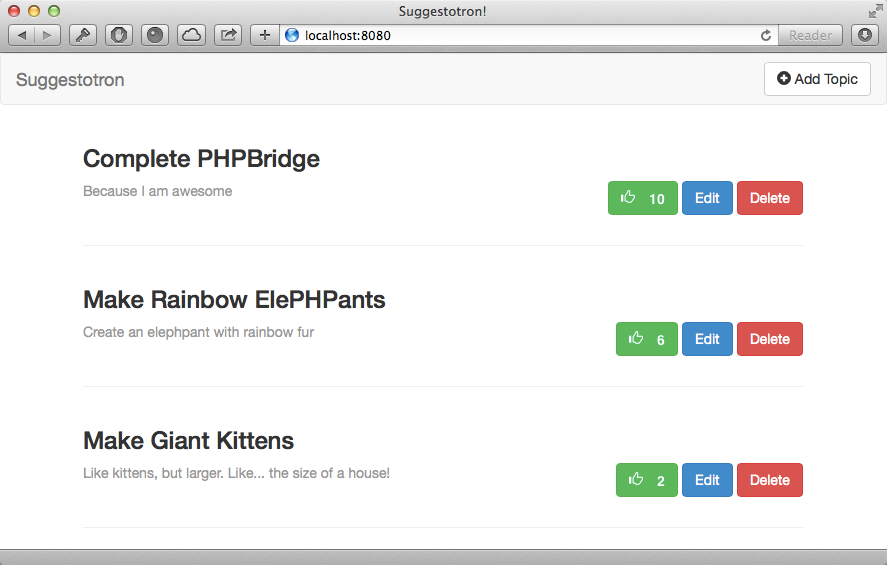 Suggestotron!
localhost:8080
Reader
Suggestotron
Add Topic
Complete PHPBridge
Because I am awesome
10 Edit Delete
Make Rainbow ElePHPants
Create an elephpant with rainbow fur
6 Edit Delete
Make Giant Kittens
Like kittens, but larger. Like... the size of a house!
2 Edit Delete